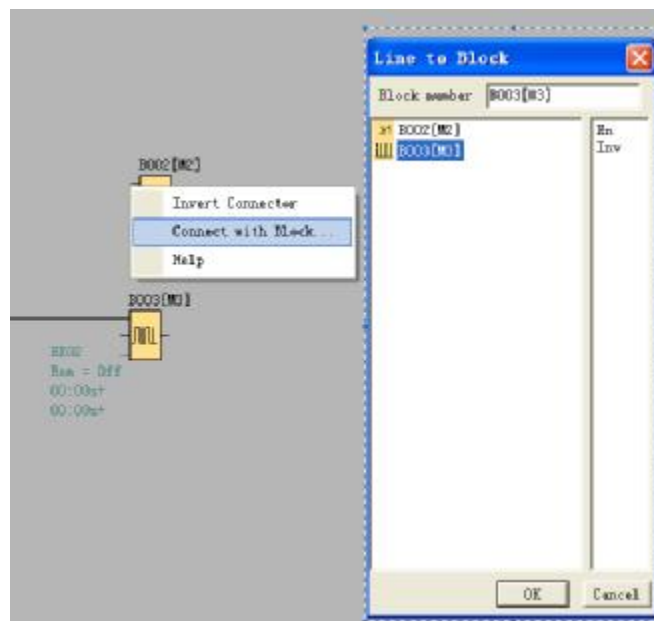 Line to Block
Block number B003[M3]
B002[M2]
B003[M3]
En
Inv
B002[M2]
Invert Connector
Connect with Block...
Help
B003[M3]
Rem = Off
00:00s+
00:00s+
OK
Cancel